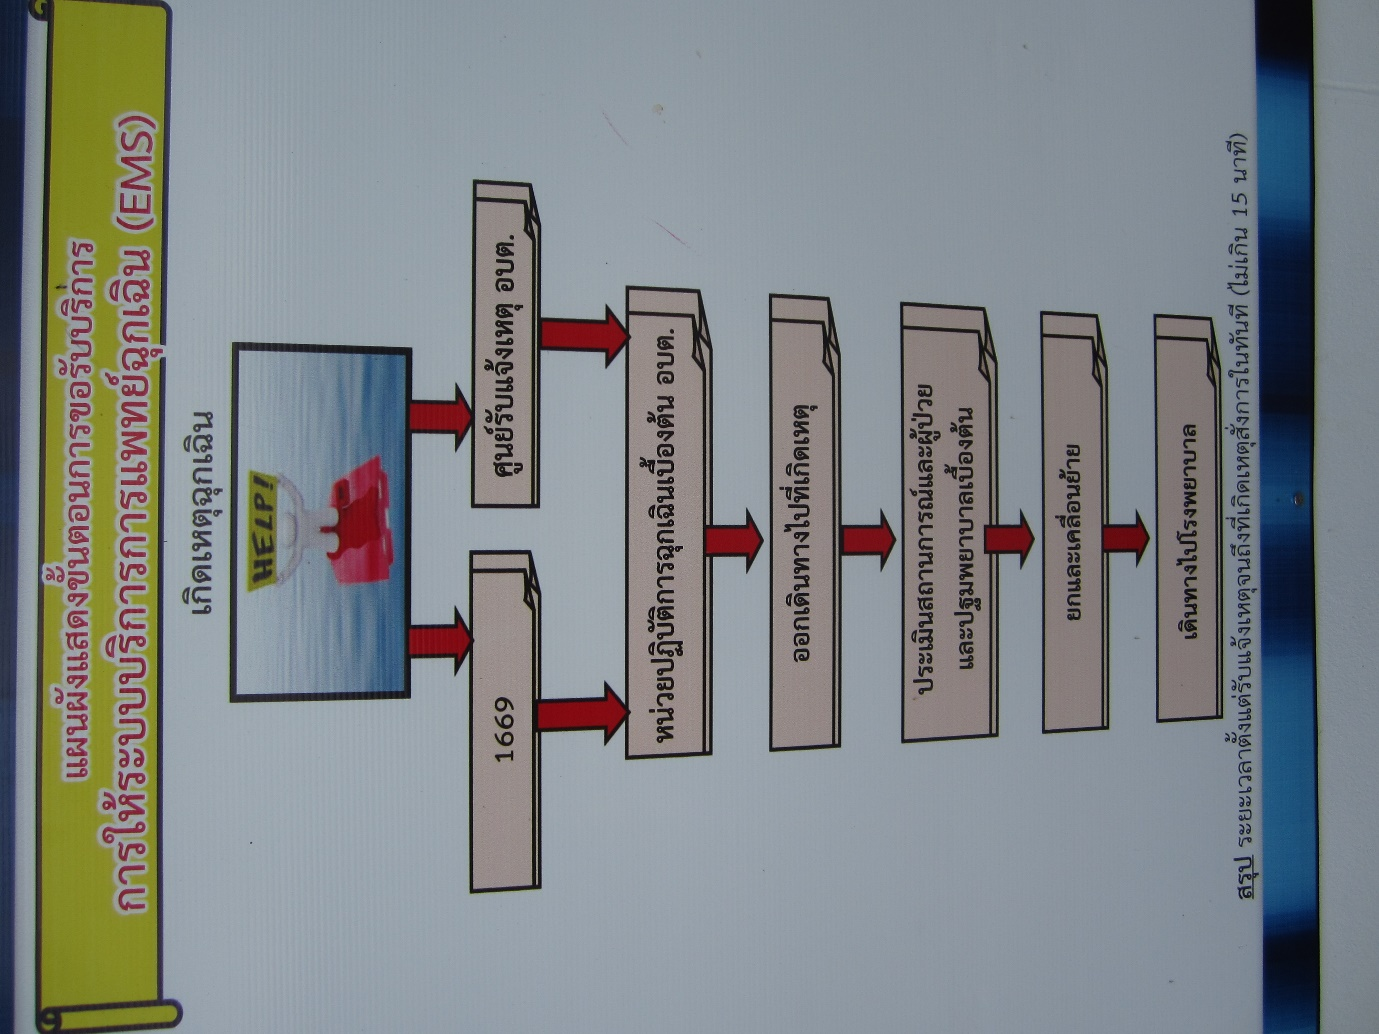 แผนผังแสดงขั้นตอนการขอรับบริการ
การให้ระบบบริการการแพทย์ฉุกเฉิน (EMS)
เกิดเหตุฉุกเฉิน
HELP!
1669
ศูนย์รับแจ้งเหตุ อบต.
หน่วยปฏิบัติการฉุกเฉินเบื้องต้น อบต.
ออกเดินทางไปที่เกิดเหตุ
ประเมินสถานการณ์และผู้ป่วย
และปฐมพยาบาลเบื้องต้น
ยกและเคลื่อนย้าย
เดินทางไปโรงพยาบาล
สรุป ระยะเวลาตั้งแต่รับแจ้งเหตุจนถึงที่เกิดเหตุสั่งการในทันที (ไม่เกิน 15 นาที)